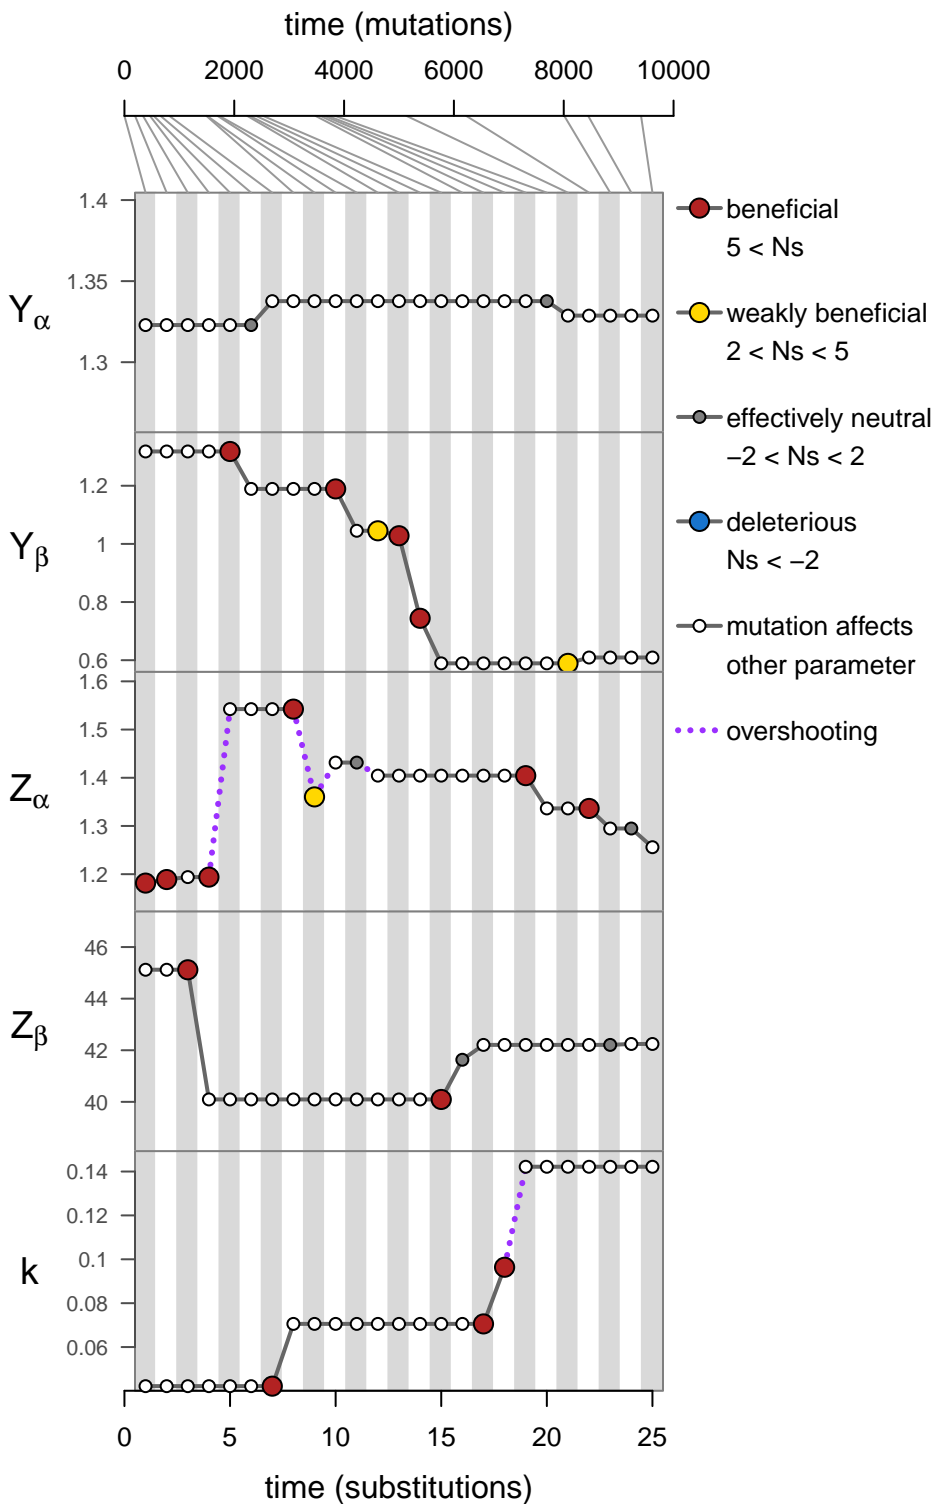 time (mutations)
0 2000 4000 6000 8000 10000
1.4
1.35
1.3
Yα
1.2
1
0.8
0.6
Yβ
1.6
1.5
1.4
1.3
1.2
Zα
46
44
42
40
Zβ
0.14
0.12
0.1
0.08
0.06
k
0 5 10 15 20 25
time (substitutions)
beneficial
5 < Ns
weakly beneficial
2 < Ns < 5
effectively neutral
−2 < Ns < 2
deleterious
Ns < −2
mutation affects
other parameter
overshooting